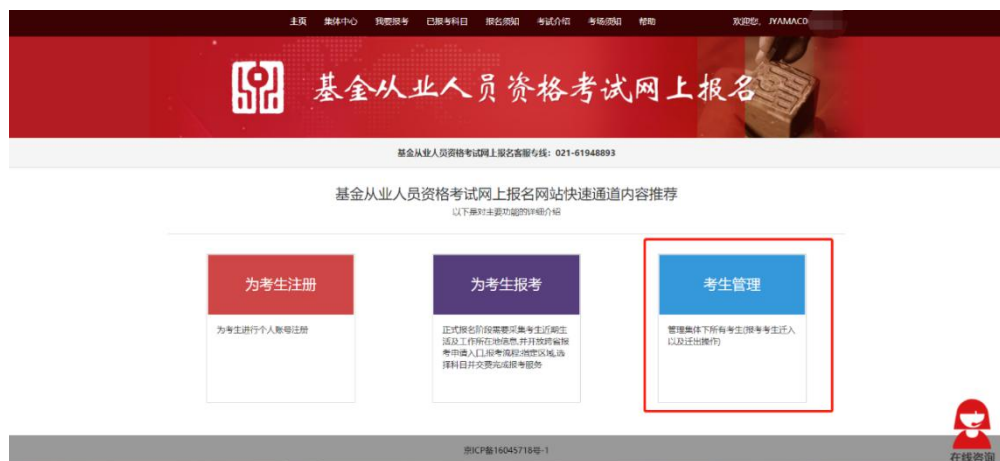 主页 集体中心 我要报考 已报考科目 报名须知 考试介绍 考场须知 帮助 欢迎您, JYAMAC0
基金从业人员资格考试网上报名
基金从业人员资格考试网上报名客服专线：021-61948893
基金从业人员资格考试网上报名网站快速通道内容推荐
以下是对主要功能的详细介绍
为考生注册
为考生进行个人账号注册
为考生报考
正式报名阶段需要采集考生近期生
活及工作所在地信息,并开放跨省报
考申请入口,报考流程:指定区域,选
择科目并交费完成报考服务
考生管理
管理集体下所有考生(报考考生迁入
以及迁出操作)
京ICP备16045718号-1
在线咨询